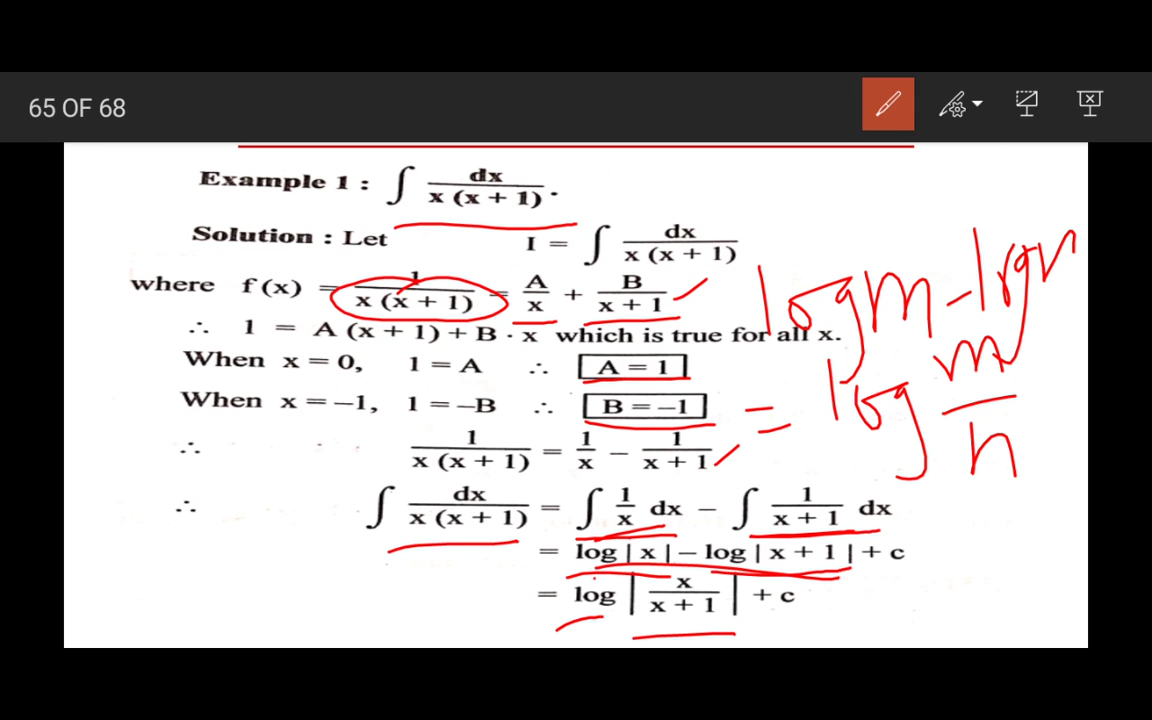 65 OF 68
Example 1 : ∫ dx / x (x + 1) .
Solution : Let I = ∫ dx / x (x + 1)
where f (x) = 1 / x (x + 1) = A / x + B / x + 1
∴ 1 = A (x + 1) + B · x which is true for all x.
When x = 0, 1 = A ∴ A = 1
When x = –1, 1 = –B ∴ B = –1
∴ 1 / x (x + 1) = 1 / x – 1 / x + 1
∴ ∫ dx / x (x + 1) = ∫ 1 / x dx – ∫ 1 / x + 1 dx
= log | x | – log | x + 1 | + c
= log | x / x + 1 | + c
log m – log n
= log m / n